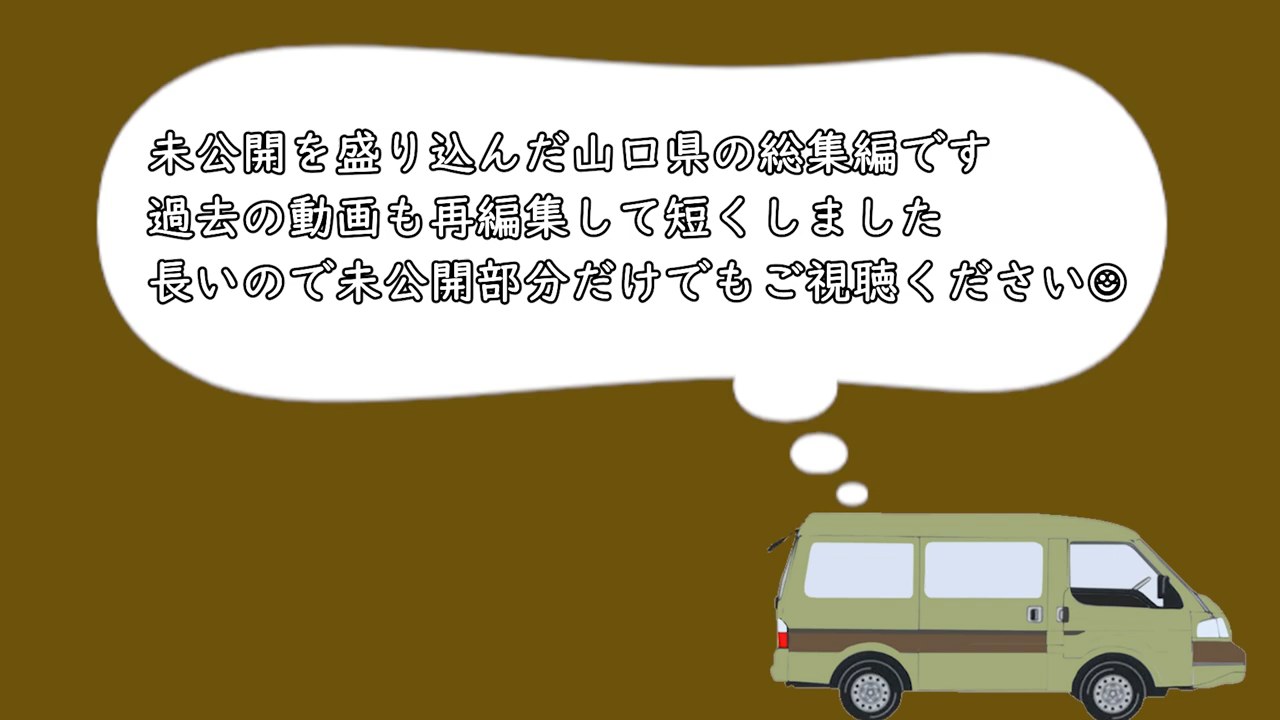 未公開を盛り込んだ山口県の総集編です
過去の動画も再編集して短くしました
長いので未公開部分だけでもご視聴ください